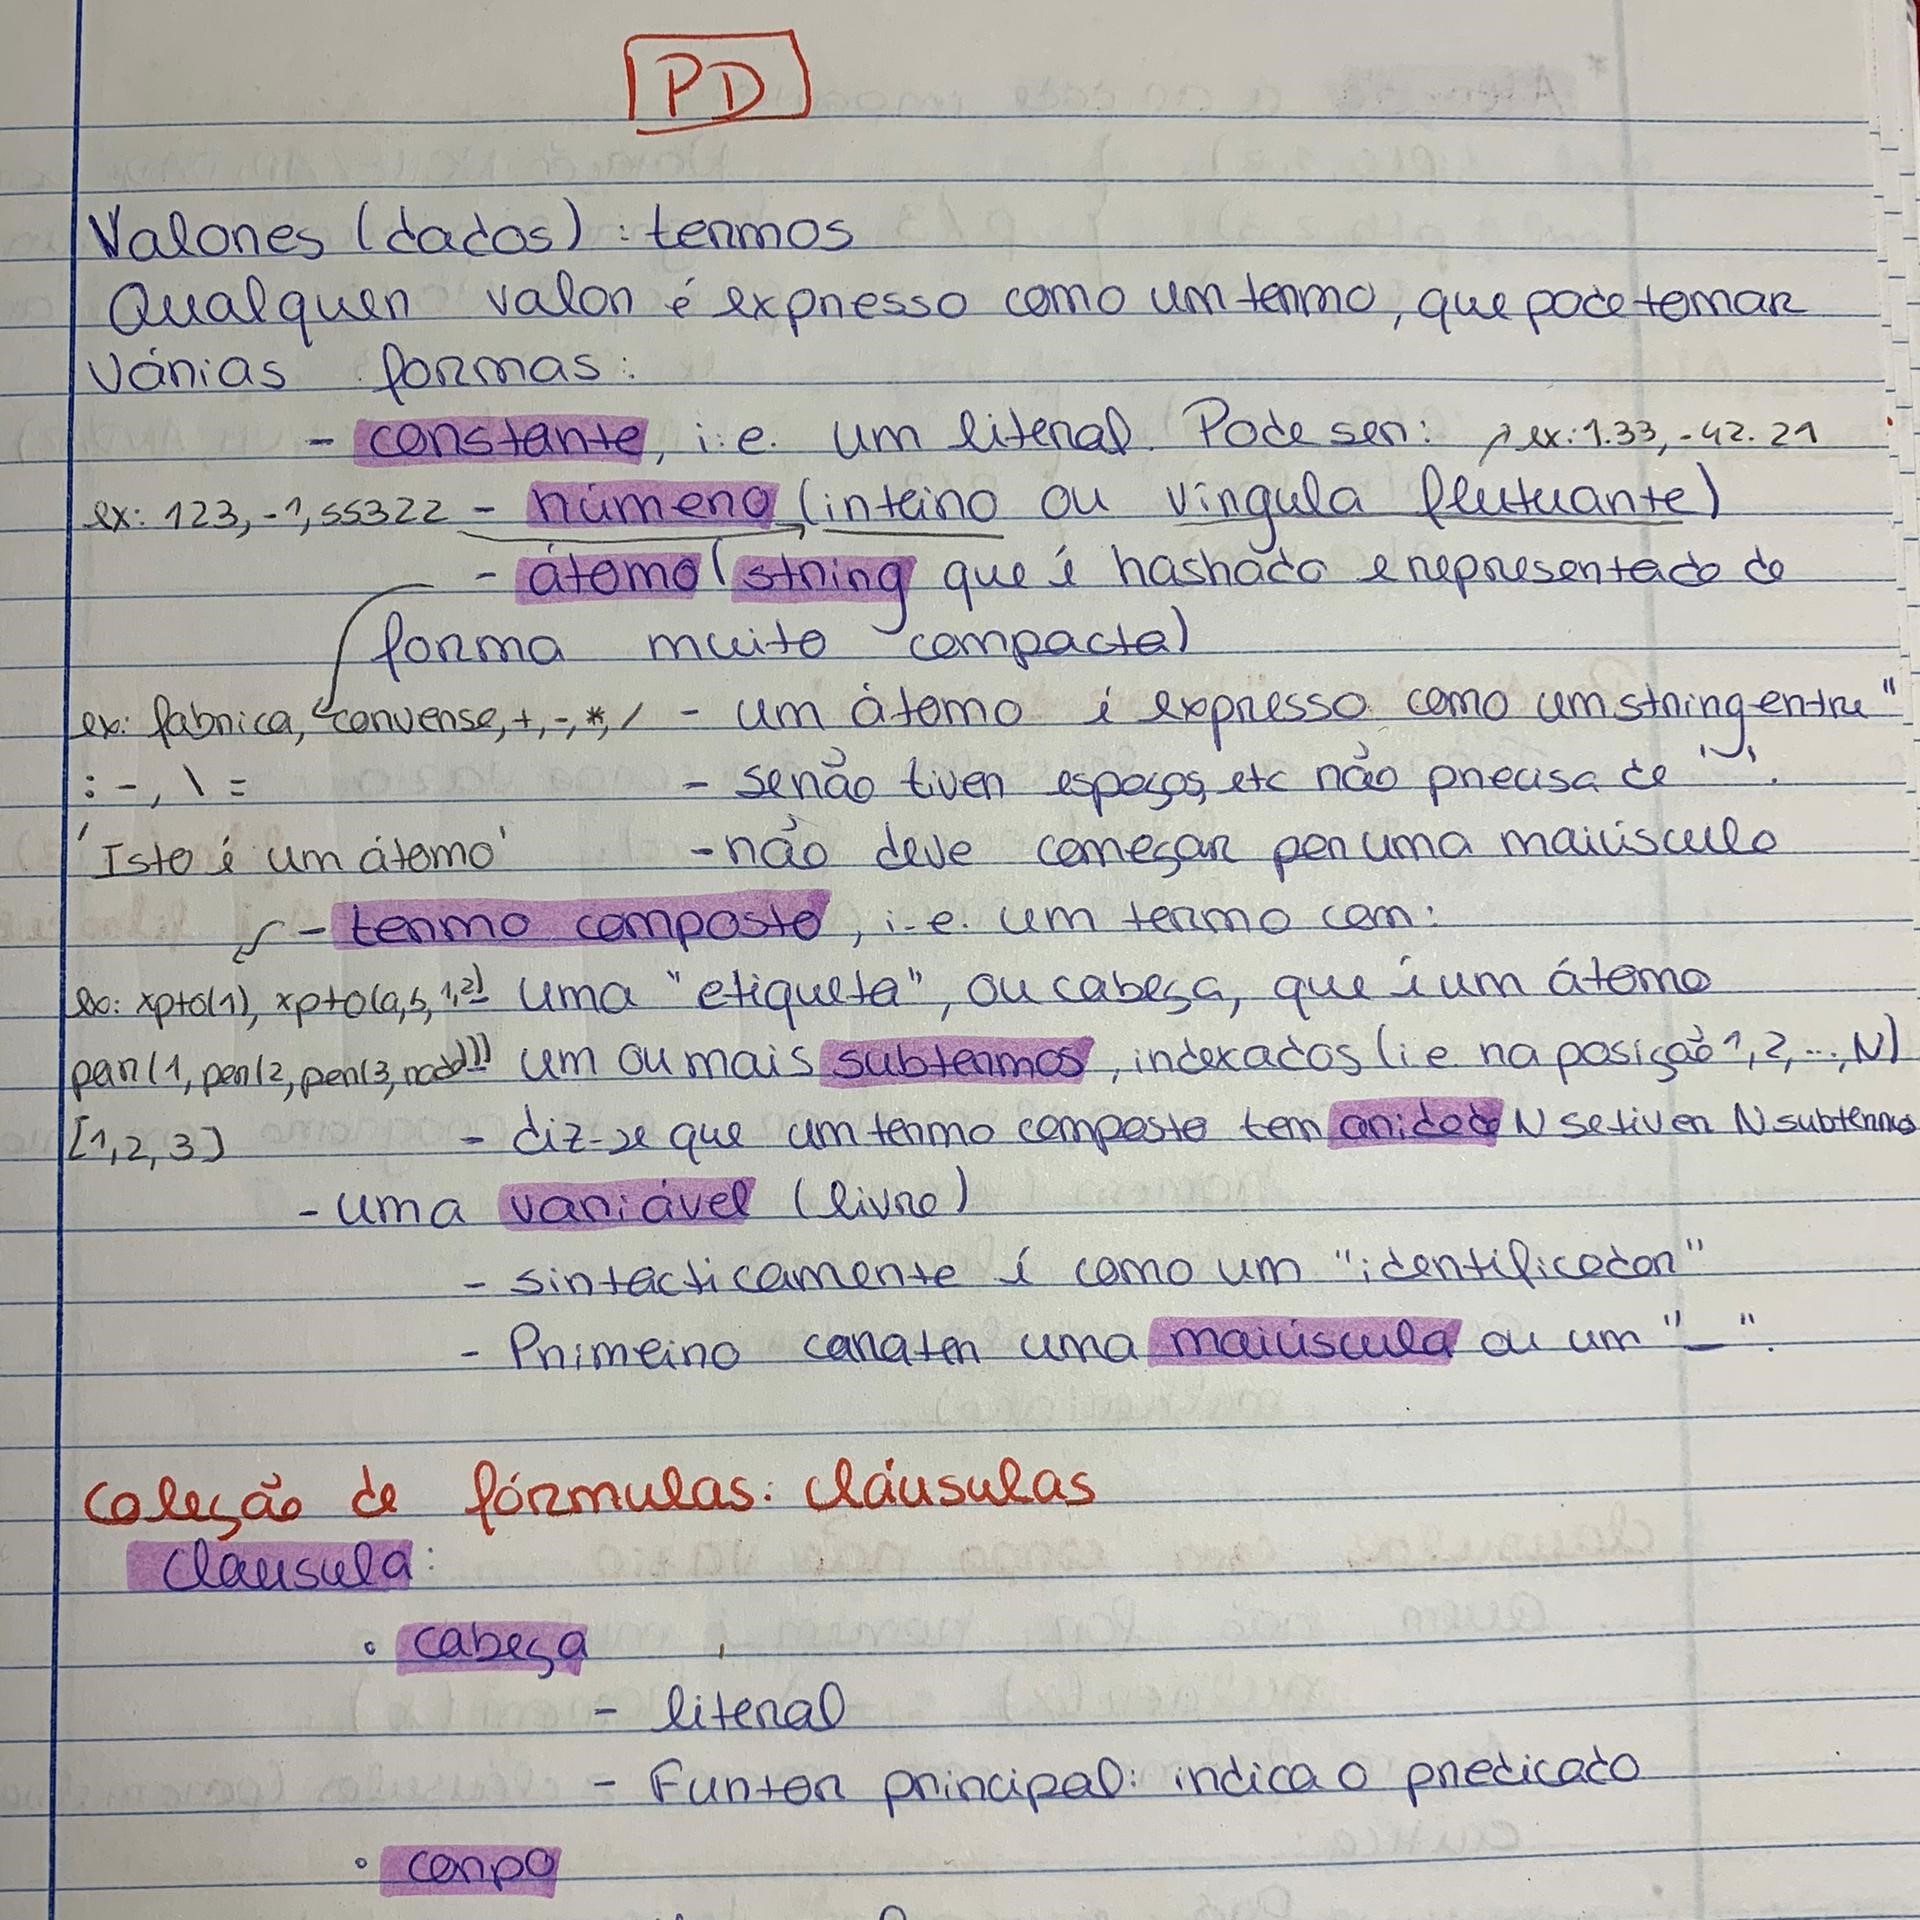 PD
Valores (dados): termos
Qualquer valor é expresso como um termo, que pode tomar
várias formas:
- constante, i.e. um literal. Pode ser: ex: 1.33, -42.21
ex: 123, -1, 55322 - número (inteiro ou vírgula flutuante)
- átomo (string que é hashado e representado de
forma muito compacta)
ex: fabrica, converse, +, -, *, / - um átomo é expresso como um string entre ''
:-, \= - se não tiver espaços, etc não precisa de ' '.
'Isto é um átomo' - não deve começar por uma maiúscula
- termo composto, i.e. um termo com:
ex: xpto(1), xpto(a,b,1,2) uma "etiqueta", ou cabeça, que é um átomo
par(1, par(2, par(3, nada))) um ou mais subtermos, indexados (i.e na posição 1, 2, ..., N)
[1, 2, 3] - diz-se que um termo composto tem aridade N se tiver N subtermos
- uma variável (livre)
- sintácticamente é como um "identificador"
- Primeiro caracter uma maiúscula ou um "_".
Coleção de fórmulas: cláusulas
Clausula:
• cabeça
- literal
- Funtor principal: indica o predicado
• corpo